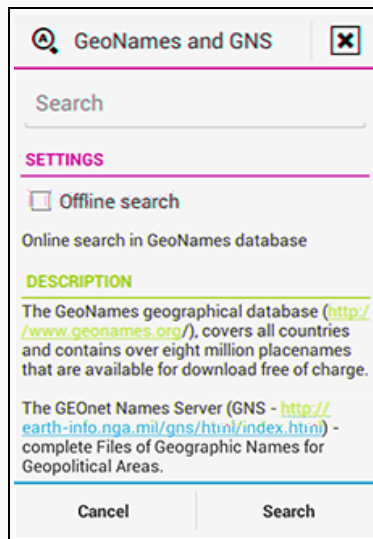 GeoNames and GNS
Search
SETTINGS
Offline search
Online search in GeoNames database
DESCRIPTION
The GeoNames geographical database (http:/
/www.geonames.org/), covers all countries
and contains over eight million placenames
that are available for download free of charge.
The GEOnet Names Server (GNS - http://
earth-info.nga.mil/gns/html/index.html) -
complete Files of Geographic Names for
Geopolitical Areas.
Cancel Search